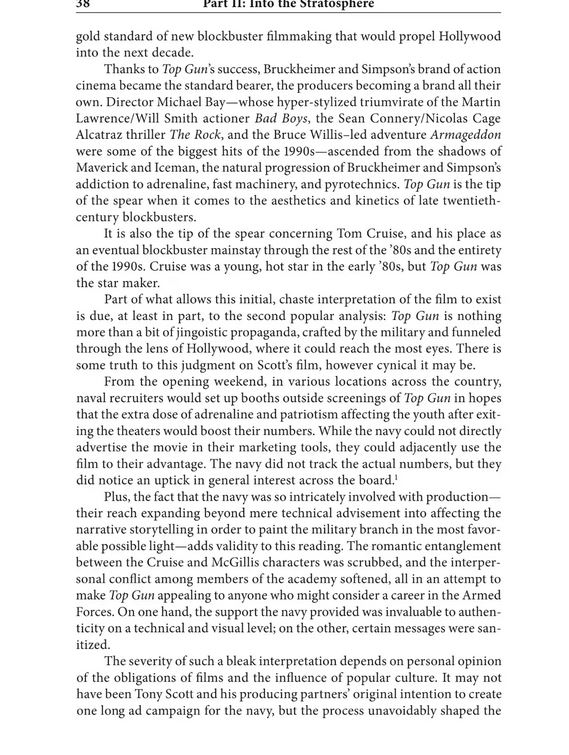 38 Part II: Into the Stratosphere
gold standard of new blockbuster filmmaking that would propel Hollywood
into the next decade.
Thanks to Top Gun's success, Bruckheimer and Simpson's brand of action
cinema became the standard bearer, the producers becoming a brand all their
own. Director Michael Bay—whose hyper-stylized triumvirate of the Martin
Lawrence/Will Smith actioner Bad Boys, the Sean Connery/Nicolas Cage
Alcatraz thriller The Rock, and the Bruce Willis–led adventure Armageddon
were some of the biggest hits of the 1990s—ascended from the shadows of
Maverick and Iceman, the natural progression of Bruckheimer and Simpson's
addiction to adrenaline, fast machinery, and pyrotechnics. Top Gun is the tip
of the spear when it comes to the aesthetics and kinetics of late twentieth-
century blockbusters.
It is also the tip of the spear concerning Tom Cruise, and his place as
an eventual blockbuster mainstay through the rest of the '80s and the entirety
of the 1990s. Cruise was a young, hot star in the early '80s, but Top Gun was
the star maker.
Part of what allows this initial, chaste interpretation of the film to exist
is due, at least in part, to the second popular analysis: Top Gun is nothing
more than a bit of jingoistic propaganda, crafted by the military and funneled
through the lens of Hollywood, where it could reach the most eyes. There is
some truth to this judgment on Scott's film, however cynical it may be.
From the opening weekend, in various locations across the country,
naval recruiters would set up booths outside screenings of Top Gun in hopes
that the extra dose of adrenaline and patriotism affecting the youth after exit-
ing the theaters would boost their numbers. While the navy could not directly
advertise the movie in their marketing tools, they could adjacently use the
film to their advantage. The navy did not track the actual numbers, but they
did notice an uptick in general interest across the board.¹
Plus, the fact that the navy was so intricately involved with production—
their reach expanding beyond mere technical advisement into affecting the
narrative storytelling in order to paint the military branch in the most favor-
able possible light—adds validity to this reading. The romantic entanglement
between the Cruise and McGillis characters was scrubbed, and the interper-
sonal conflict among members of the academy softened, all in an attempt to
make Top Gun appealing to anyone who might consider a career in the Armed
Forces. On one hand, the support the navy provided was invaluable to authen-
ticity on a technical and visual level; on the other, certain messages were san-
itized.
The severity of such a bleak interpretation depends on personal opinion
of the obligations of films and the influence of popular culture. It may not
have been Tony Scott and his producing partners' original intention to create
one long ad campaign for the navy, but the process unavoidably shaped the